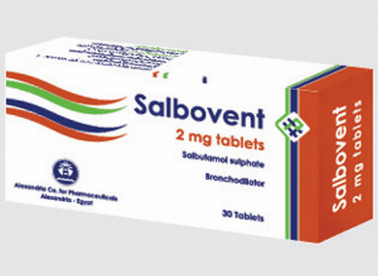 Salbovent
2 mg tablets
Salbutamol sulphate
Bronchodilator
30 Tablets
Alexandria Co. for Pharmaceuticals
Alexandria - Egypt
Salbovent
2 mg tablets